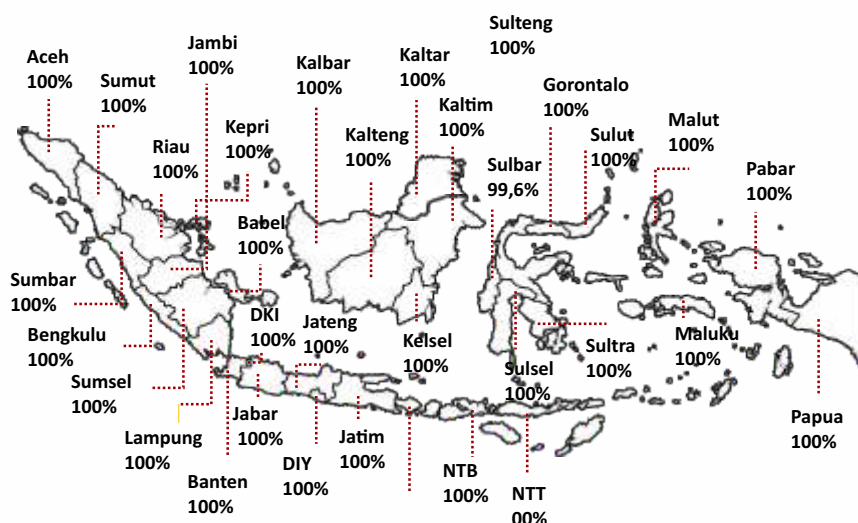 Sulteng
100%
Jambi
100%
Aceh
100%
Sumut
100%
Kalbar
100%
Kaltar
100%
Gorontalo
100%
Kaltim
100%
Malut
100%
Kepri
100%
Riau
100%
Kalteng
100%
Sulut
100%
Sulbar
99,6%
Pabar
100%
Babel
100%
Sumbar
100%
DKI
100%
Jateng
100%
Bengkulu
100%
Kelsel
100%
Sultra
100%
Maluku
100%
Sulsel
100%
Sumsel
100%
Jabar
100%
Papua
100%
Lampung
100%
Jatim
100%
DIY
100%
NTB
100%
Banten
100%
NTT
00%